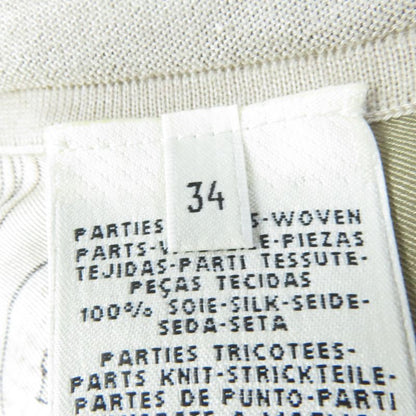 34
PARTIES -WOVEN
PARTS- -PIEZAS
TEJIDAS-PARTI TESSUTE-
PEÇAS TECIDAS
100% SOIE-SILK-SEIDE-
SEDA-SETA
PARTIES TRICOTEES-
PARTS KNIT-STRICKTEILE-
PARTES DE PUNTO-PARTI